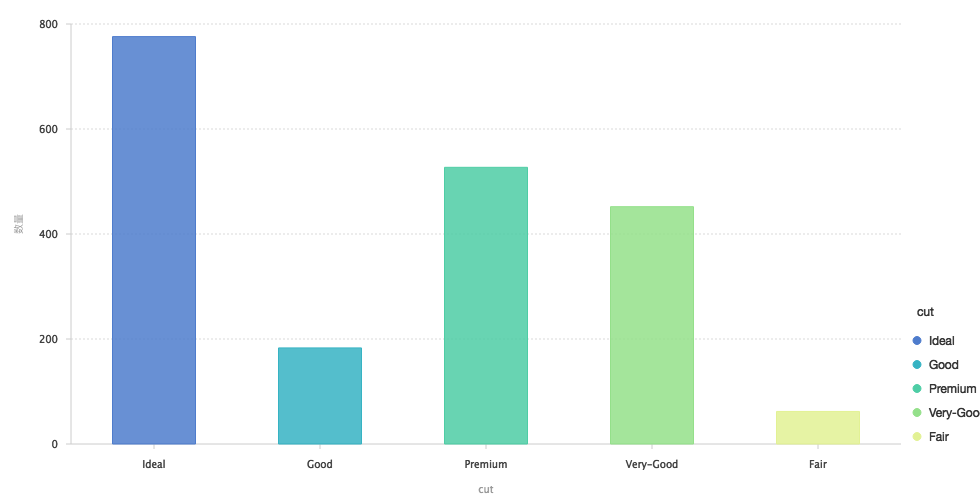 800
600
400
200
0
数量
Ideal
Good
Premium
Very-Good
Fair
cut
cut
Ideal
Good
Premium
Very-Goo
Fair